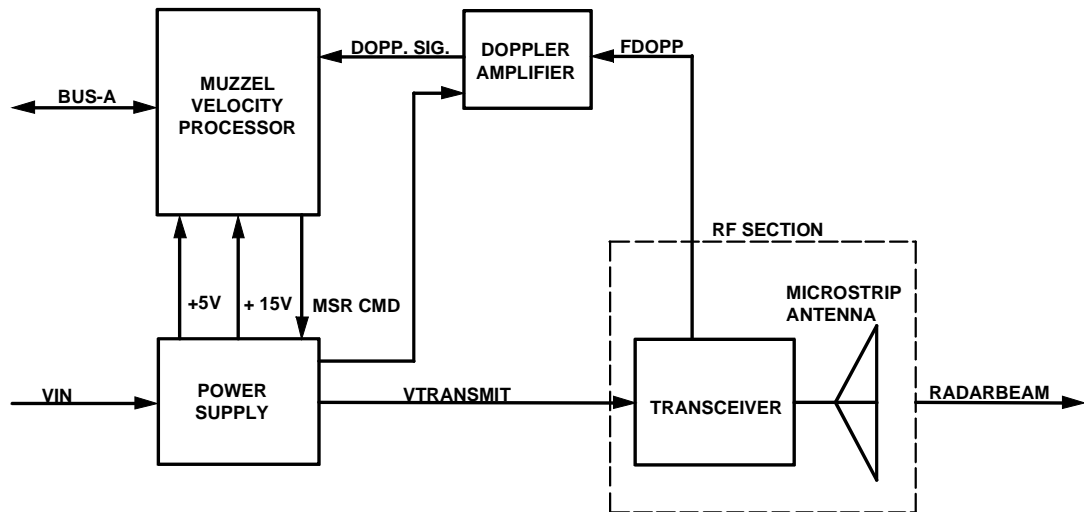 DOPP. SIG.
DOPPLER
AMPLIFIER
FDOPP
BUS-A
MUZZEL
VELOCITY
PROCESSOR
RF SECTION
+5V
+ 15V
MSR CMD
MICROSTRIP
ANTENNA
VIN
POWER
SUPPLY
VTRANSMIT
TRANSCEIVER
RADARBEAM